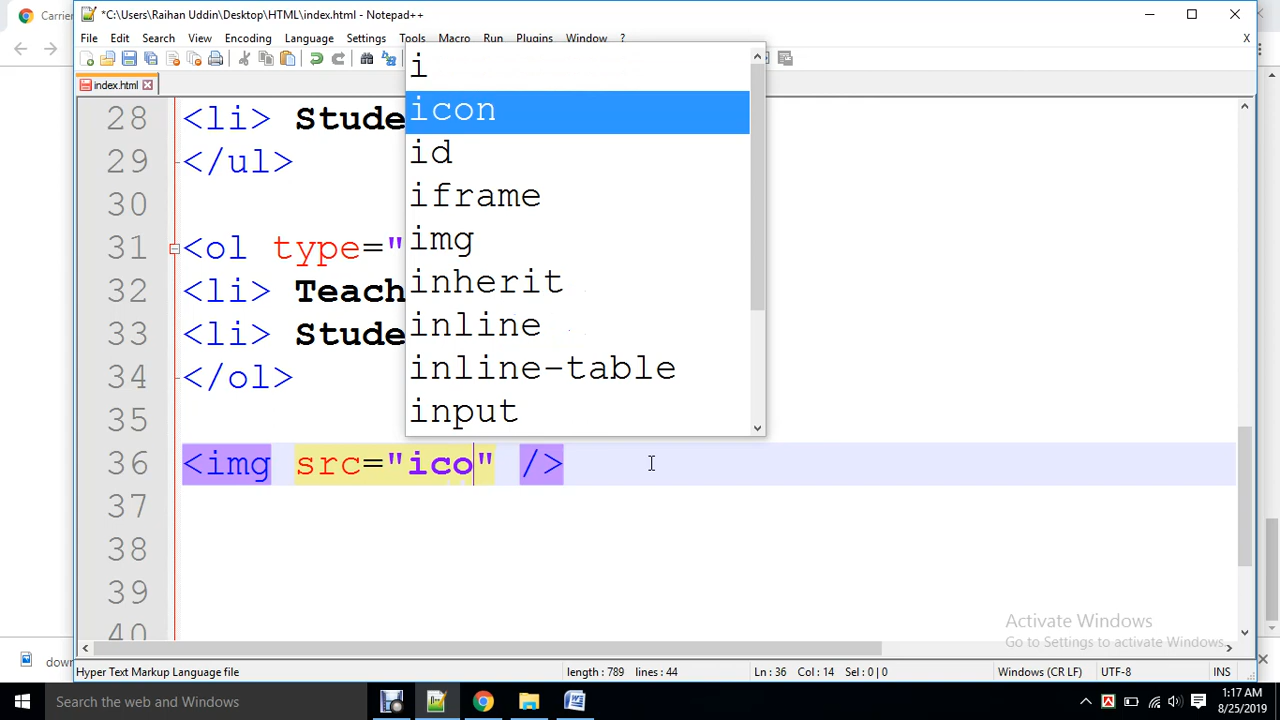 Carrier
*C:\Users\Raihan Uddin\Desktop\HTML\index.html - Notepad++
File Edit Search View Encoding Language Settings Tools Macro Run Plugins Window ? X
index.html
28 <li> Stude
29 </ul>
30
31 <ol type="
32 <li> Teach
33 <li> Stude
34 </ol>
35
36 <img src="ico" />
37
38
39
40
i
icon
id
iframe
img
inherit
inline
inline-table
input
Activate Windows
Go to Settings to activate Windows.
dow
Hyper Text Markup Language file length : 789 lines : 44 Ln : 36 Col : 14 Sel : 0 | 0 Windows (CR LF) UTF-8 INS
Search the web and Windows
1:17 AM
8/25/2019